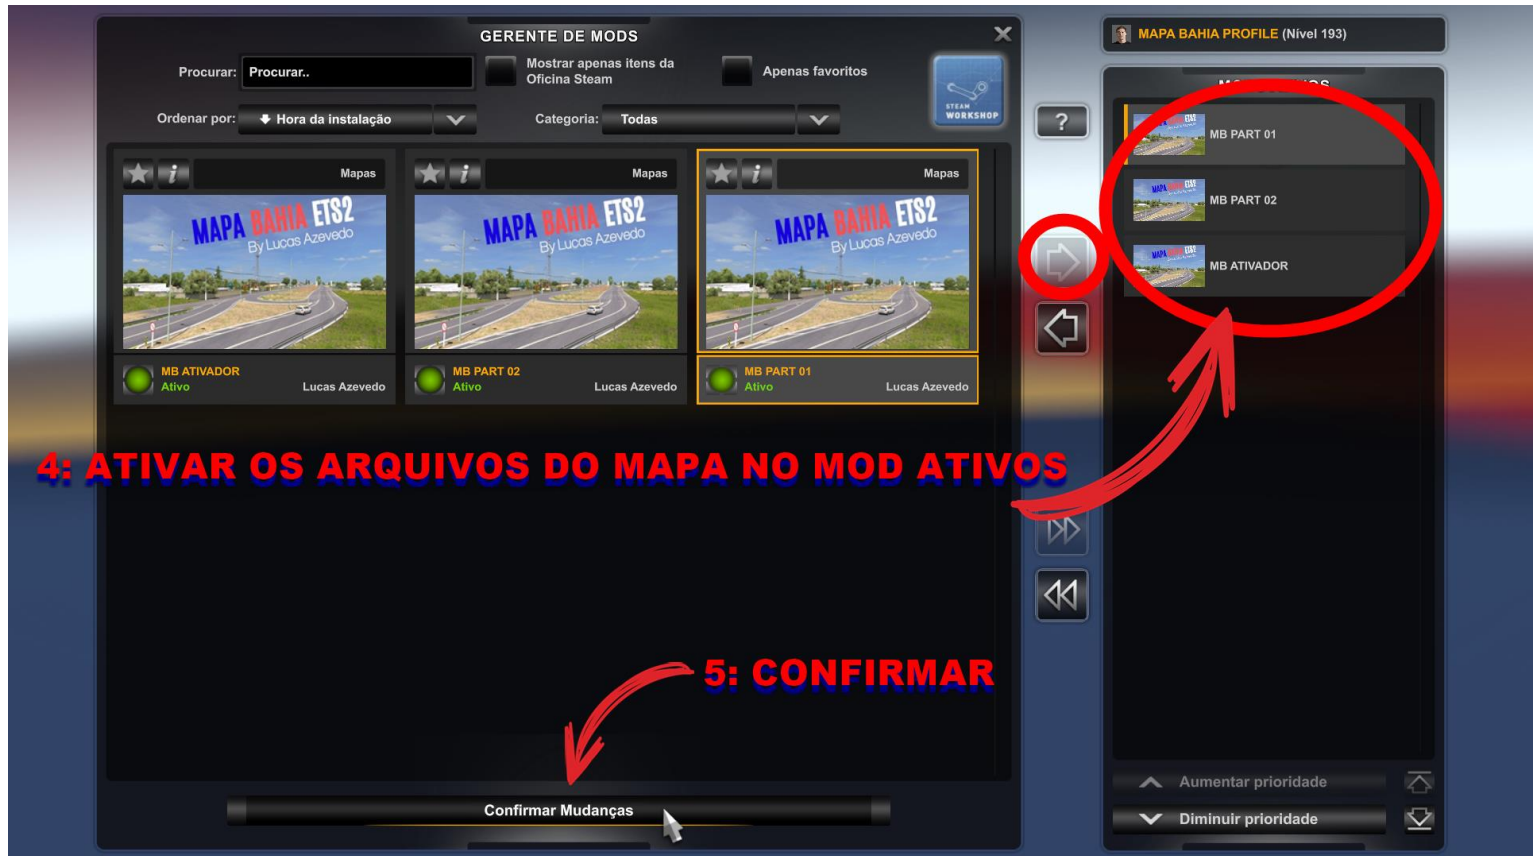 GERENTE DE MODS
Procurar:
Procurar..
Mostrar apenas itens da
Oficina Steam
Apenas favoritos
STEAM
WORKSHOP
Ordenar por:
Hora da instalação
Categoria:
Todas
Mapas
MAPA BAHIA ETS2
By Lucas Azevedo
MB ATIVADOR
Ativo
Lucas Azevedo
Mapas
MAPA BAHIA ETS2
By Lucas Azevedo
MB PART 02
Ativo
Lucas Azevedo
Mapas
MAPA BAHIA ETS2
By Lucas Azevedo
MB PART 01
Ativo
Lucas Azevedo
?
MAPA BAHIA PROFILE (Nível 193)
MB PART 01
MB PART 02
MB ATIVADOR
4: ATIVAR OS ARQUIVOS DO MAPA NO MOD ATIVOS
5: CONFIRMAR
Confirmar Mudanças
Aumentar prioridade
Diminuir prioridade